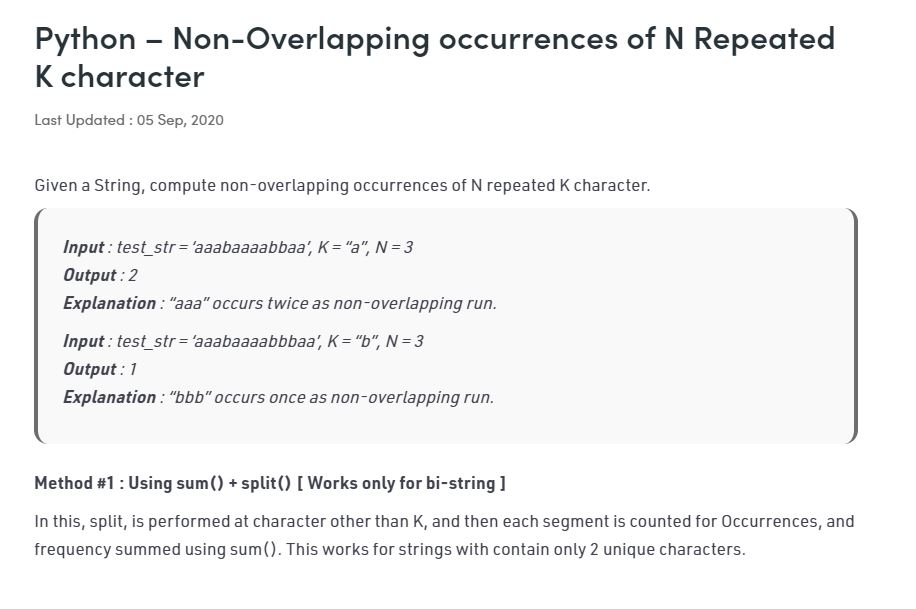 Python – Non-Overlapping occurrences of N Repeated
K character
Last Updated : 05 Sep, 2020
Given a String, compute non-overlapping occurrences of N repeated K character.
Input : test_str = ‘aaabaaaabbaa’, K = “a”, N = 3
Output : 2
Explanation : “aaa” occurs twice as non-overlapping run.
Input : test_str = ‘aaabaaaabbbaa’, K = “b”, N = 3
Output : 1
Explanation : “bbb” occurs once as non-overlapping run.
Method #1 : Using sum() + split() [ Works only for bi-string ]
In this, split, is performed at character other than K, and then each segment is counted for Occurrences, and
frequency summed using sum(). This works for strings with contain only 2 unique characters.